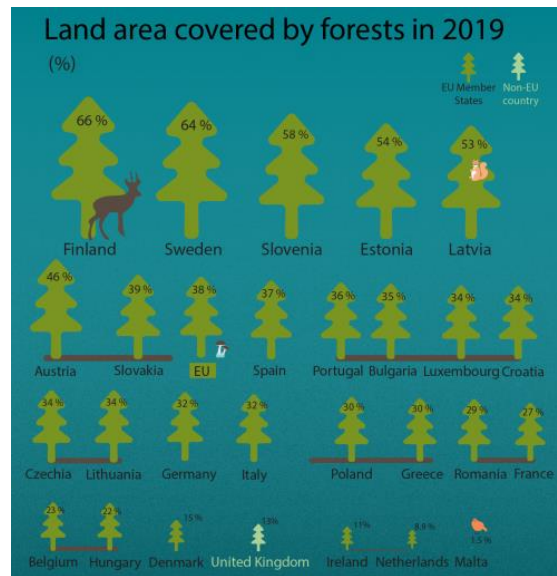 Land area covered by forests in 2019
(%)
EU Member States
Non-EU country
66 % 64 % 58 % 54 % 53 %
Finland Sweden Slovenia Estonia Latvia
46 % 39 % 38 % 37 % 36 % 35 % 34 % 34 %
Austria Slovakia EU Spain Portugal Bulgaria Luxembourg Croatia
34 % 34 % 32 % 32 % 30 % 30 % 29 % 27 %
Czechia Lithuania Germany Italy Poland Greece Romania France
23 % 22 % 15 % 13% 11% 8.9 % 1.5 %
Belgium Hungary Denmark United Kingdom Ireland Netherlands Malta